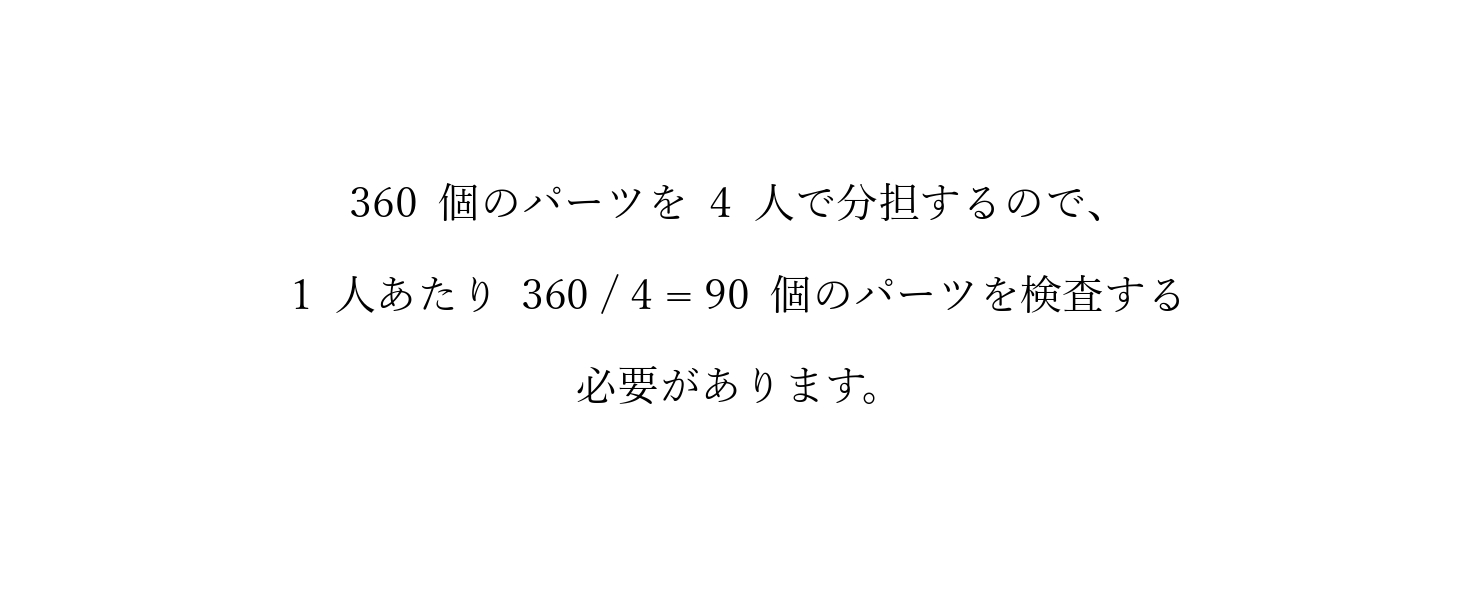 360 個のパーツを 4 人で分担するので、
1 人あたり 360 / 4 = 90 個のパーツを検査する
必要があります。